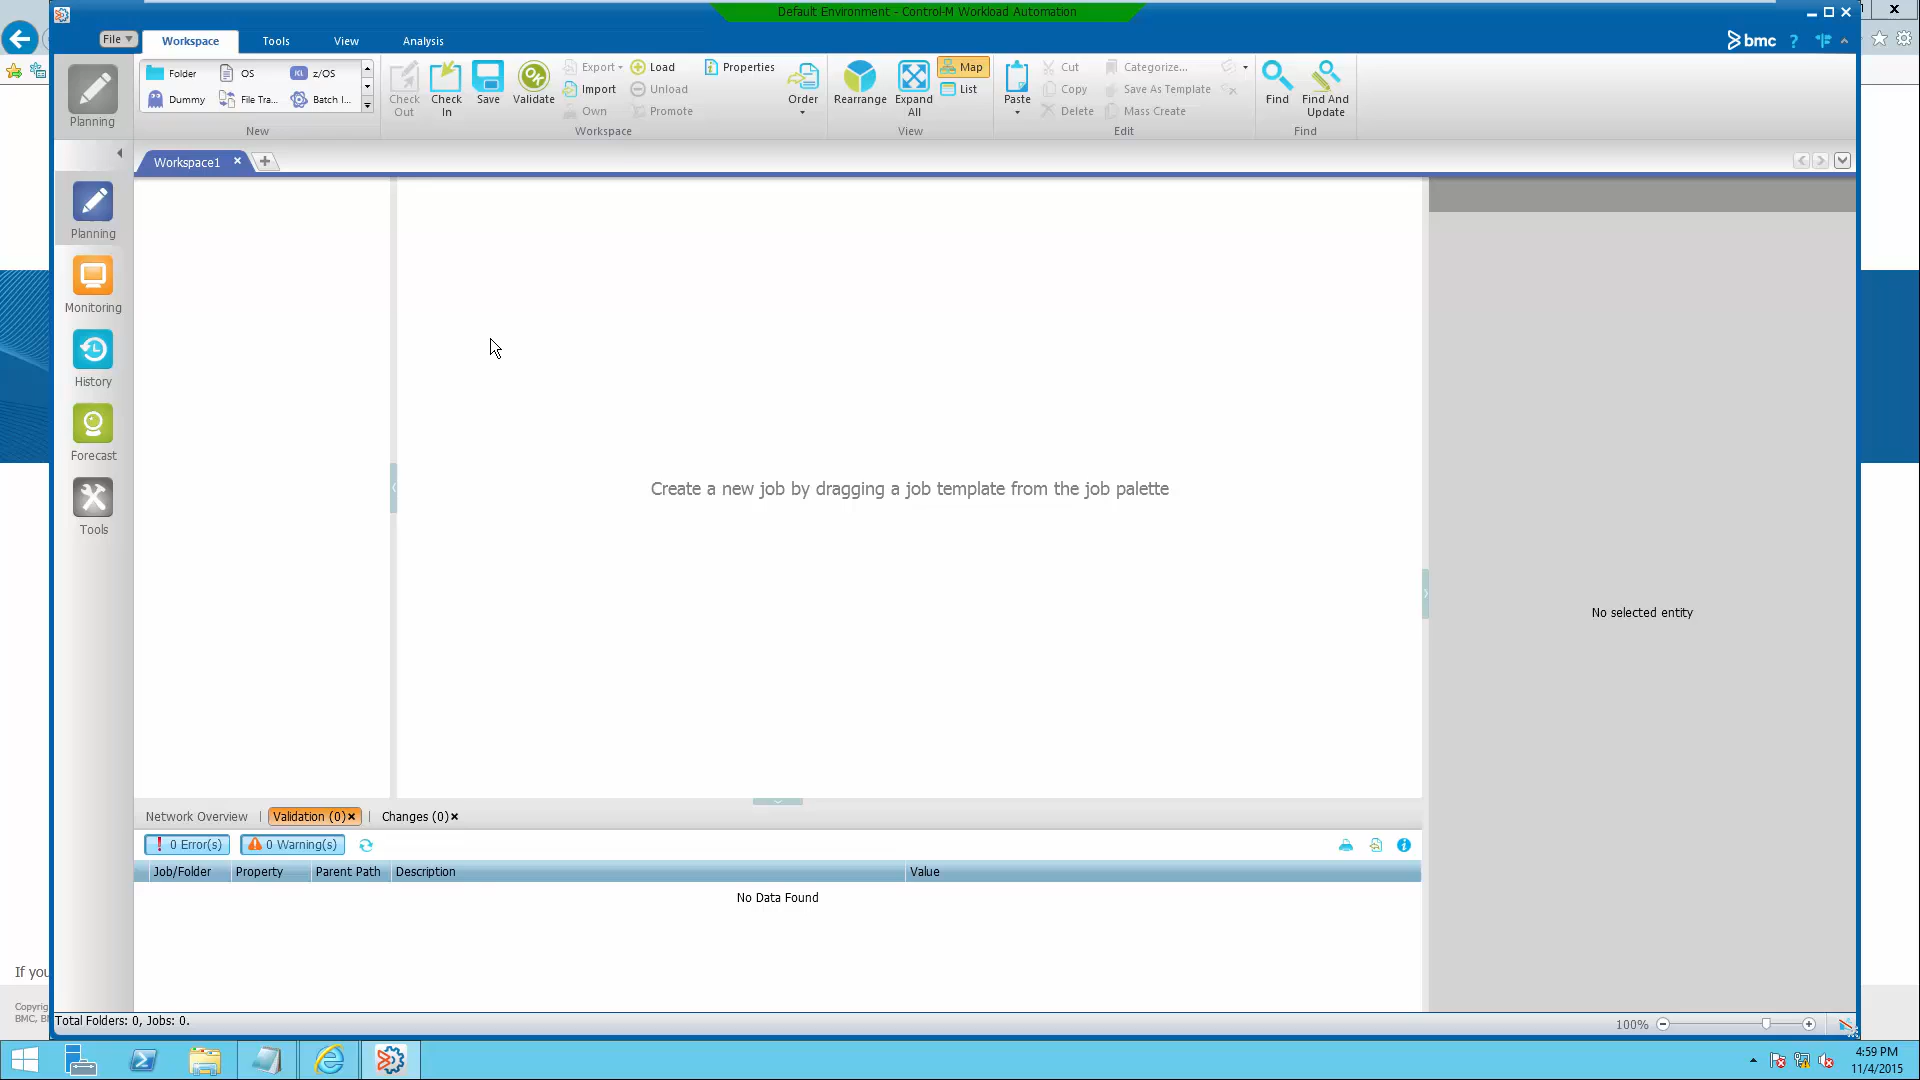 Default Environment - Control-M Workload Automation
File
Workspace
Tools
View
Analysis
bmc
?
Planning
Folder
OS
z/OS
Dummy
File Tra...
Batch I...
New
Check Out
Check In
Save
Validate
Export
Import
Own
Load
Unload
Promote
Properties
Order
Workspace
Rearrange
Expand All
Map
List
View
Paste
Cut
Copy
Delete
Categorize...
Save As Template
Mass Create
Edit
Find
Find And Update
Find
Workspace1
Planning
Monitoring
History
Forecast
Tools
Create a new job by dragging a job template from the job palette
No selected entity
Network Overview
Validation (0)
Changes (0)
0 Error(s)
0 Warning(s)
Job/Folder
Property
Parent Path
Description
Value
No Data Found
If you
Copyrig
BMC, B
Total Folders: 0, Jobs: 0.
100%
4:59 PM
11/4/2015